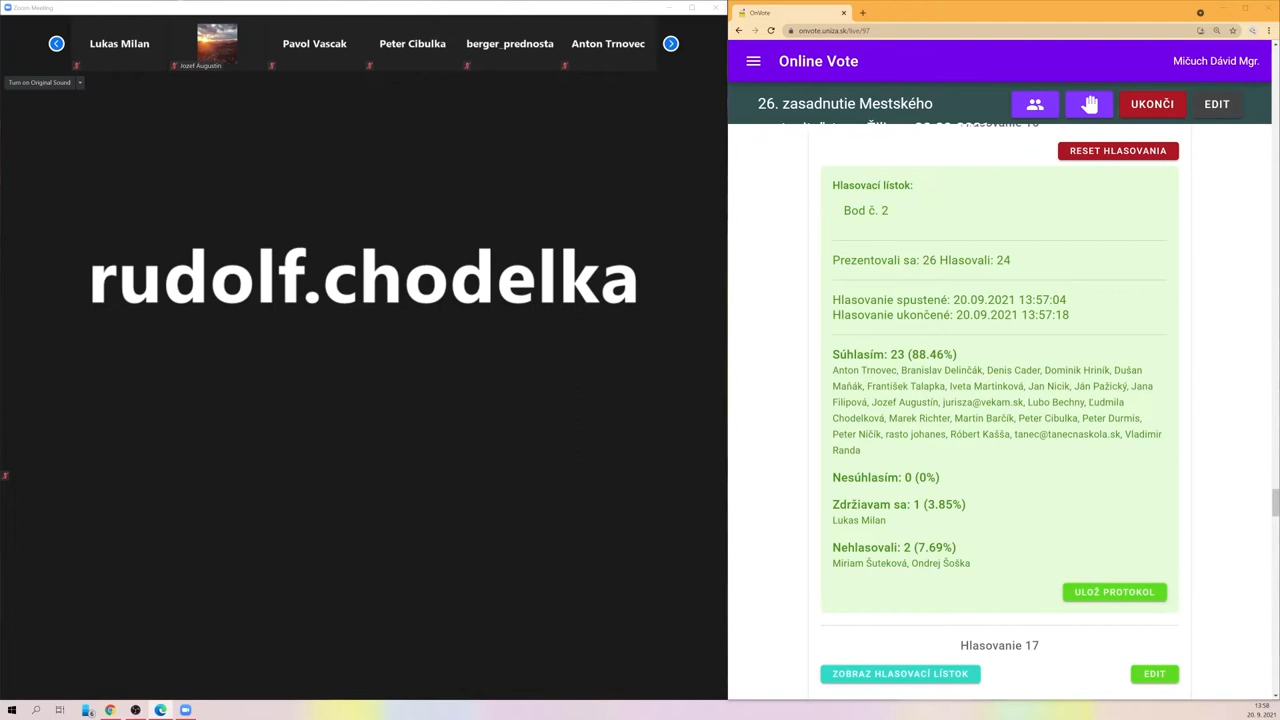 Zoom Meeting
Lukas Milan
Jozef Augustin
Pavol Vascak
Peter Cibulka
berger_prednosta
Anton Trnovec
Turn on Original Sound
rudolf.chodelka
OnVote
onvote.uniza.sk/live/97
Online Vote
Mičuch Dávid Mgr.
26. zasadnutie Mestského
UKONČI
EDIT
RESET HLASOVANIA
Hlasovací lístok:
Bod č. 2
Prezentovali sa: 26 Hlasovali: 24
Hlasovanie spustené: 20.09.2021 13:57:04
Hlasovanie ukončené: 20.09.2021 13:57:18
Súhlasím: 23 (88.46%)
Anton Trnovec, Branislav Delinčák, Denis Cader, Dominik Hriník, Dušan
Maňák, František Talapka, Iveta Martinková, Jan Nicik, Ján Pažický, Jana
Filipová, Jozef Augustín, jurisza@vekam.sk, Lubo Bechny, Ľudmila
Chodelková, Marek Richter, Martin Barčík, Peter Cibulka, Peter Durmis,
Peter Ničík, rasto johanes, Róbert Kašša, tanec@tanecnaskola.sk, Vladimir
Randa
Nesúhlasím: 0 (0%)
Zdržiavam sa: 1 (3.85%)
Lukas Milan
Nehlasovali: 2 (7.69%)
Miriam Šuteková, Ondrej Šoška
ULOŽ PROTOKOL
Hlasovanie 17
ZOBRAZ HLASOVACÍ LÍSTOK
EDIT
13:58
20. 9. 2021